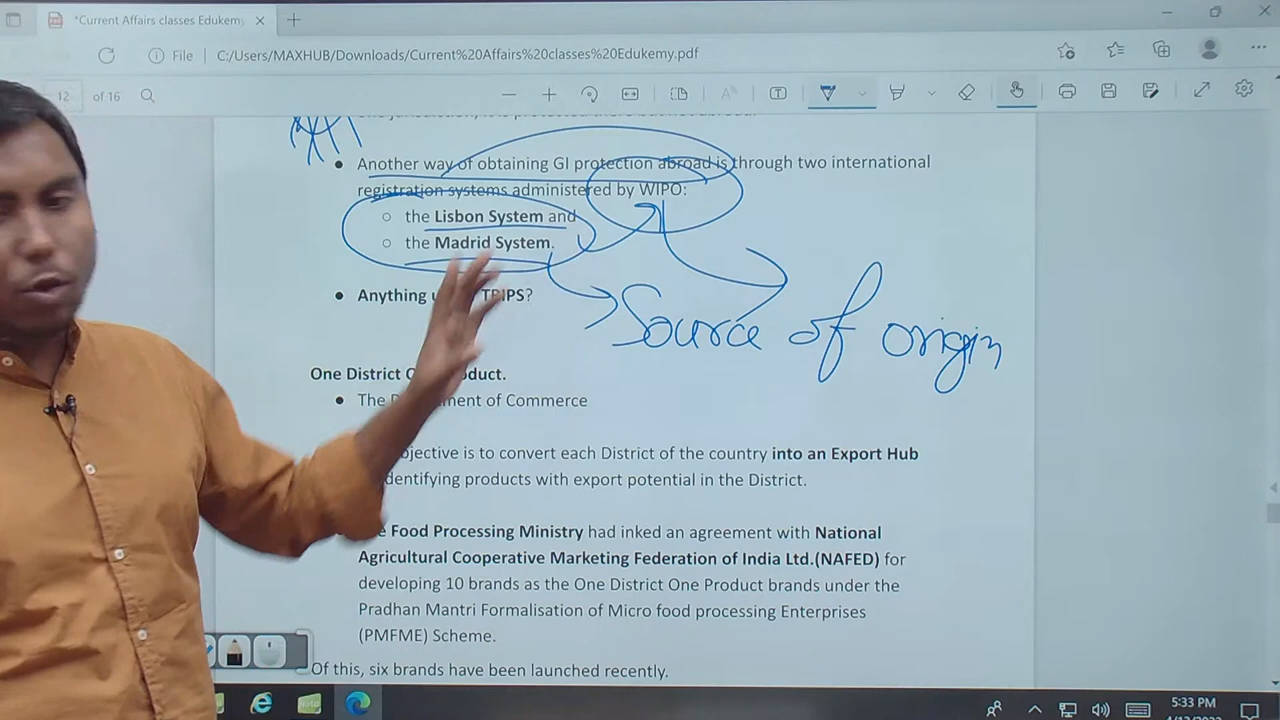 *Current Affairs classes Edukemy
File
C:/Users/MAXHUB/Downloads/Current%20Affairs%20classes%20Edukemy.pdf
12 of 16
Another way of obtaining GI protection abroad is through two international
registration systems administered by WIPO:
the Lisbon System and
the Madrid System.
Anything TRIPS?
Source of origin
One District
The of Commerce
is to convert each District of the country into an Export Hub
products with export potential in the District.
Food Processing Ministry had inked an agreement with National
Agricultural Cooperative Marketing Federation of India Ltd.(NAFED) for
developing 10 brands as the One District One Product brands under the
Pradhan Mantri Formalisation of Micro food processing Enterprises
(PMFME) Scheme.
Of this, six brands have been launched recently.
5:33 PM